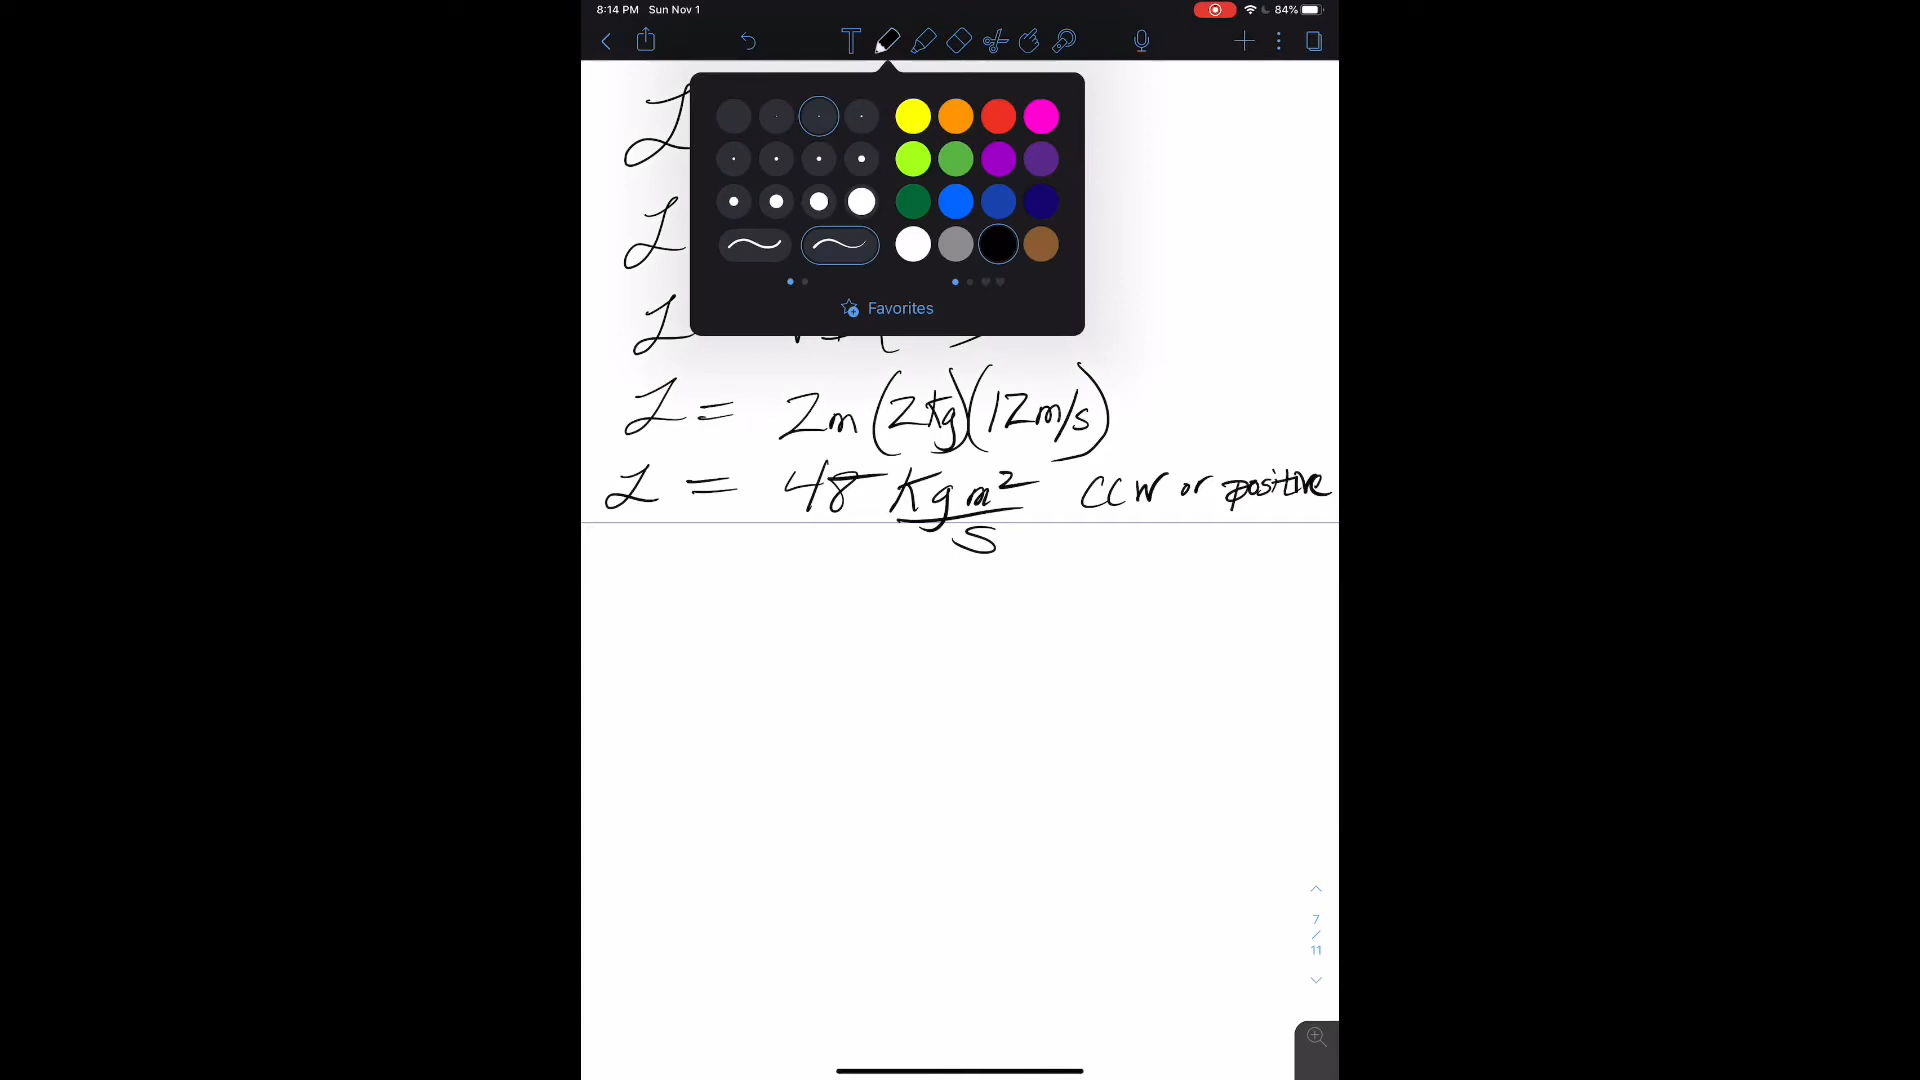 8:14 PM Sun Nov 1
84%
T
L
L
L
Favorites
L = 2m (2kg)(12m/s)
L = 48 Kgm² CCW or positive
S
7
/
11